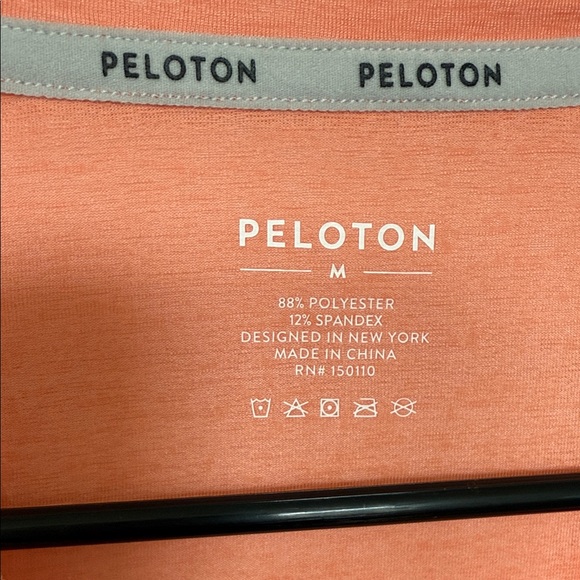 PELOTON PELOTON
PELOTON
M
88% POLYESTER
12% SPANDEX
DESIGNED IN NEW YORK
MADE IN CHINA
RN# 150110